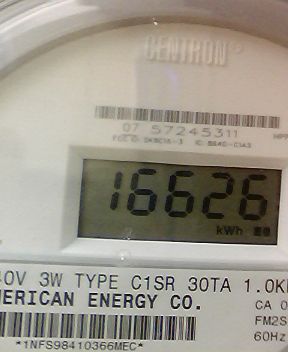 CENTRON®
07 57245311
16626
kWh
40V 3W TYPE C1SR 30TA 1.0K
MERICAN ENERGY CO.
CA 0
FM2S
60Hz
*1NFS98410366MEC*